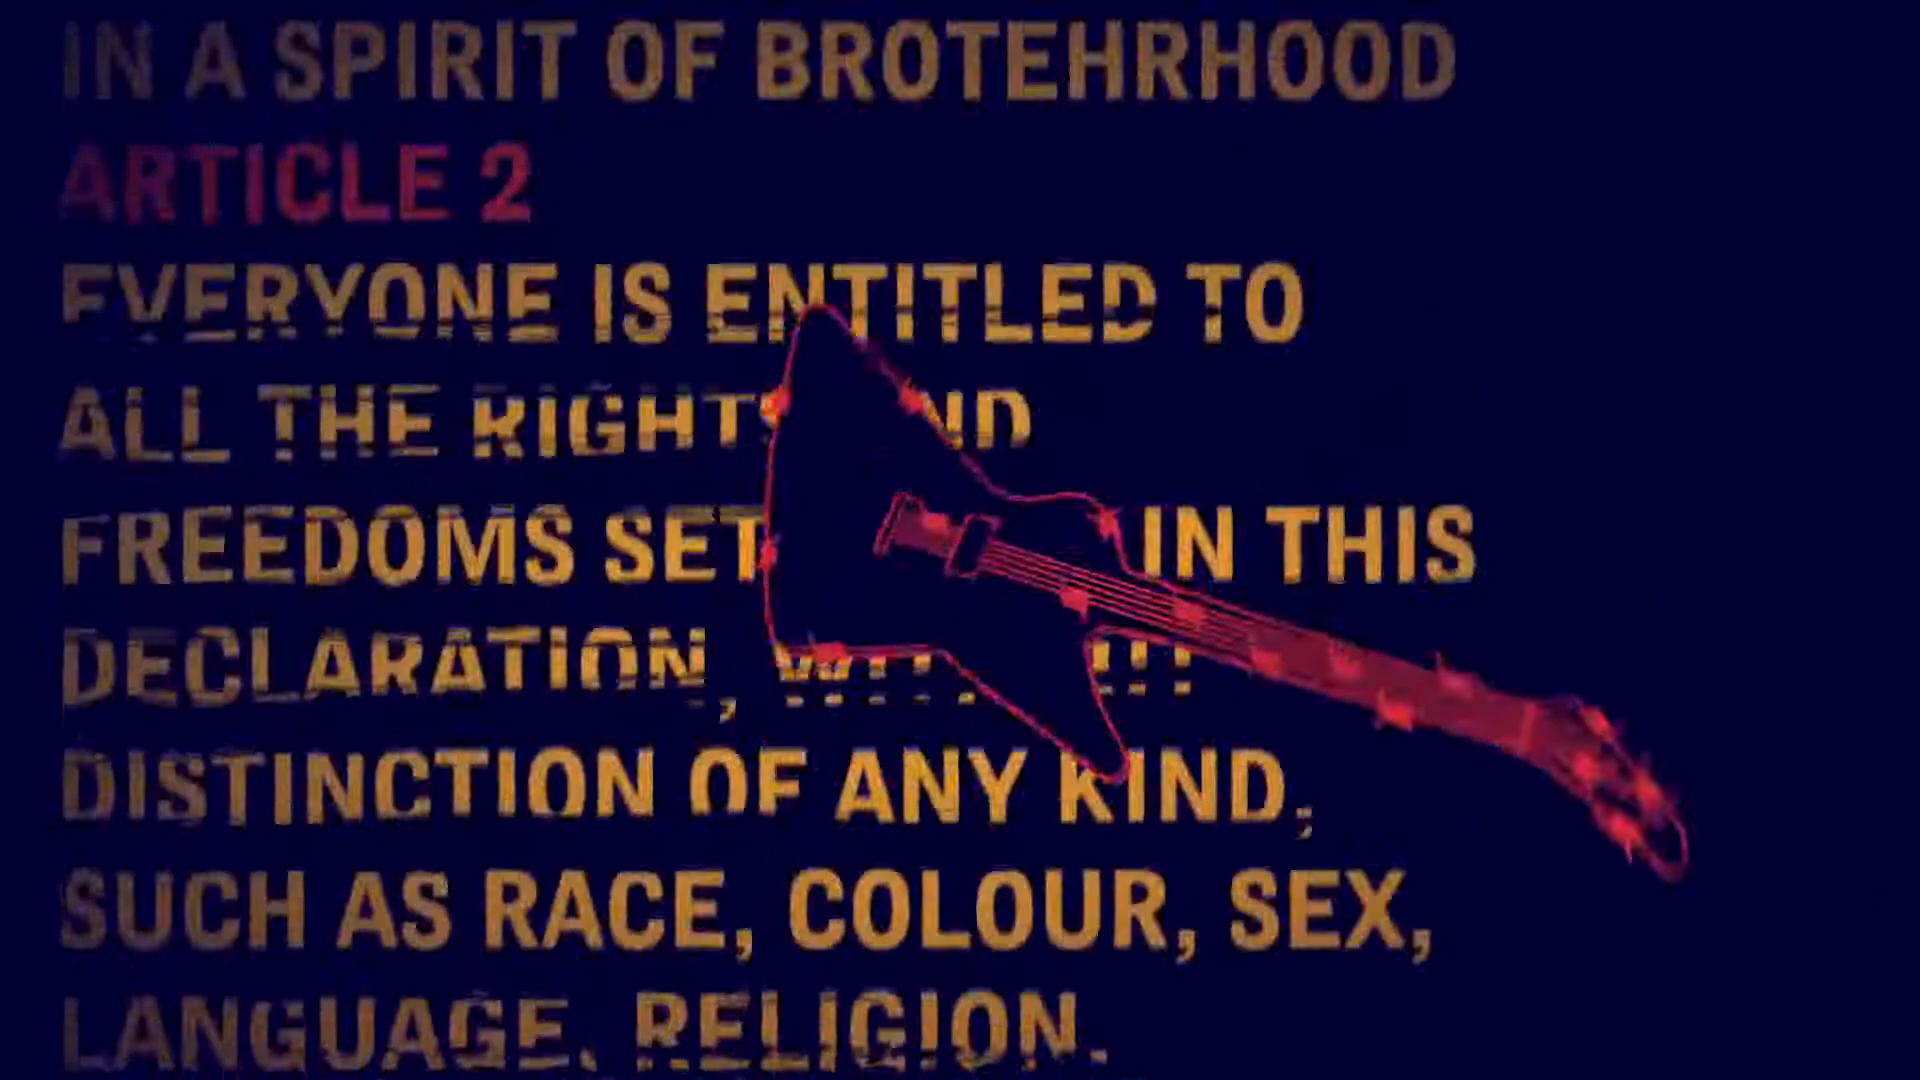 IN A SPIRIT OF BROTEHRHOOD
ARTICLE 2
EVERYONE IS ENTITLED TO
ALL THE RIGHTS
FREEDOMS SET IN THIS
DECLARATION,
DISTINCTION OF ANY KIND,
SUCH AS RACE, COLOUR, SEX,
LANGUAGE, RELIGION,